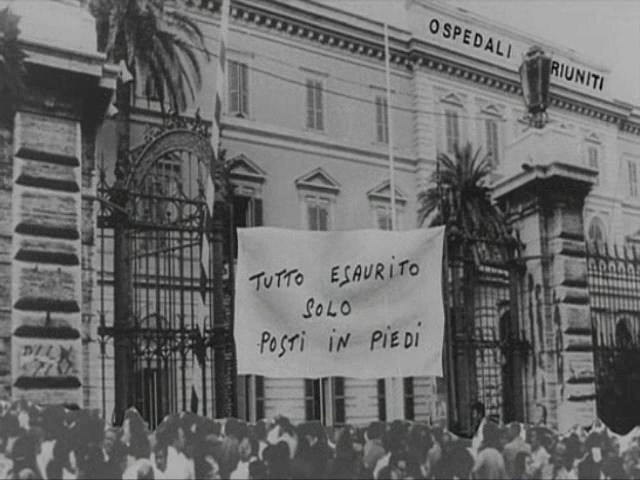 OSPEDALI RIUNITI
TUTTO ESAURITO
SOLO
POSTI IN PIEDI